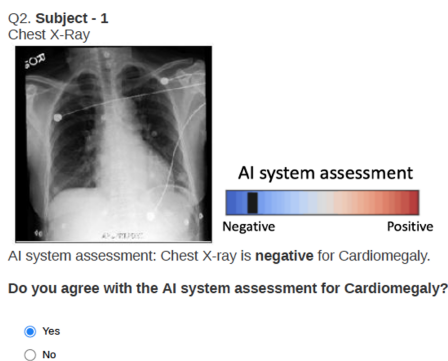 Q2. Subject - 1
Chest X-Ray
AI system assessment
Negative
Positive
AI system assessment: Chest X-ray is negative for Cardiomegaly.
Do you agree with the AI system assessment for Cardiomegaly?
Yes
No